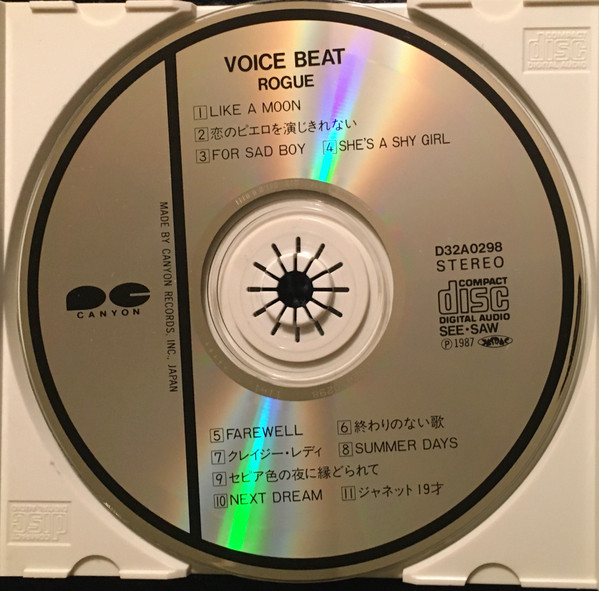 VOICE BEAT
ROGUE
1 LIKE A MOON
2 恋のピエロを演じきれない
3 FOR SAD BOY 4 SHE'S A SHY GIRL
MADE BY CANYON RECORDS, INC., JAPAN
CANYON
D32A0298
STEREO
COMPACT
disc
DIGITAL AUDIO
SEE・SAW
Ⓟ 1987
5 FAREWELL 6 終わりのない歌
7 クレイジー・レディ 8 SUMMER DAYS
9 セピア色の夜に縁どられて
10 NEXT DREAM 11 ジャネット19才
COMPACT
disc
DIGITAL AUDIO
COMPACT
disc
DIGITAL AUDIO